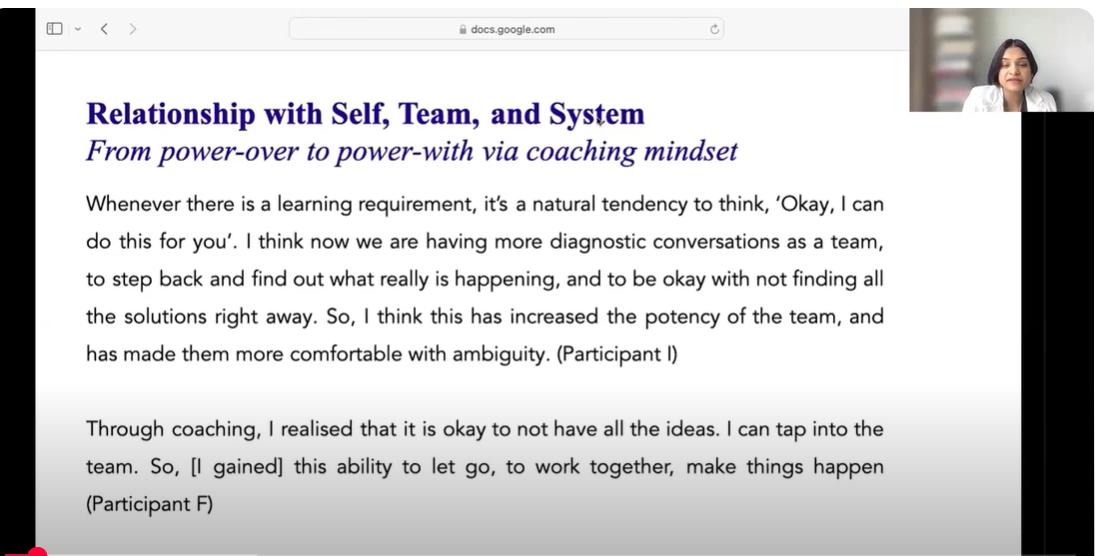 docs.google.com
Relationship with Self, Team, and System
From power-over to power-with via coaching mindset
Whenever there is a learning requirement, it’s a natural tendency to think, ‘Okay, I can
do this for you’. I think now we are having more diagnostic conversations as a team,
to step back and find out what really is happening, and to be okay with not finding all
the solutions right away. So, I think this has increased the potency of the team, and
has made them more comfortable with ambiguity. (Participant I)
Through coaching, I realised that it is okay to not have all the ideas. I can tap into the
team. So, [I gained] this ability to let go, to work together, make things happen
(Participant F)